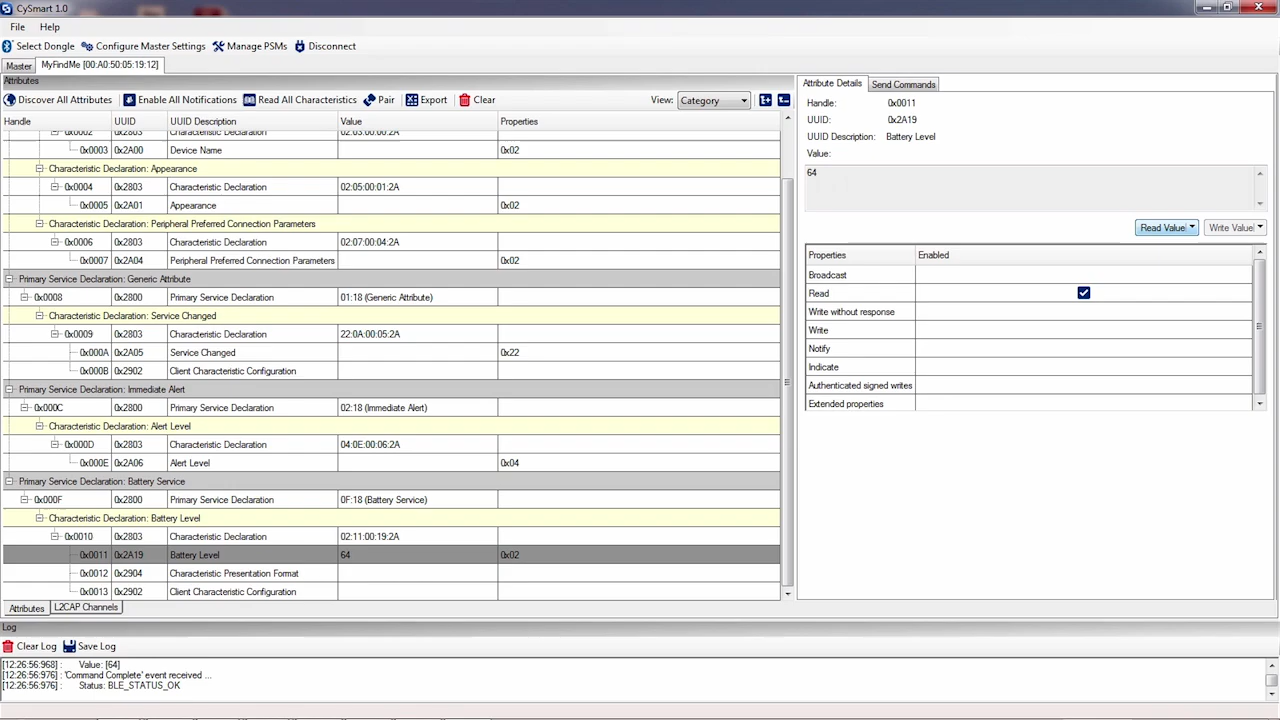 CySmart 1.0
File Help
Select Dongle Configure Master Settings Manage PSMs Disconnect
Master MyFindMe [00:A0:50:05:19:12]
Attributes
Discover All Attributes Enable All Notifications Read All Characteristics Pair Export Clear View: Category
Handle UUID UUID Description Value Properties
0x0002 0x2803 Characteristic Declaration 02:03:00:00:2A
0x0003 0x2A00 Device Name 0x02
Characteristic Declaration: Appearance
0x0004 0x2803 Characteristic Declaration 02:05:00:01:2A
0x0005 0x2A01 Appearance 0x02
Characteristic Declaration: Peripheral Preferred Connection Parameters
0x0006 0x2803 Characteristic Declaration 02:07:00:04:2A
0x0007 0x2A04 Peripheral Preferred Connection Parameters 0x02
Primary Service Declaration: Generic Attribute
0x0008 0x2800 Primary Service Declaration 01:18 (Generic Attribute)
Characteristic Declaration: Service Changed
0x0009 0x2803 Characteristic Declaration 22:0A:00:05:2A
0x000A 0x2A05 Service Changed 0x22
0x000B 0x2902 Client Characteristic Configuration
Primary Service Declaration: Immediate Alert
0x000C 0x2800 Primary Service Declaration 02:18 (Immediate Alert)
Characteristic Declaration: Alert Level
0x000D 0x2803 Characteristic Declaration 04:0E:00:06:2A
0x000E 0x2A06 Alert Level 0x04
Primary Service Declaration: Battery Service
0x000F 0x2800 Primary Service Declaration 0F:18 (Battery Service)
Characteristic Declaration: Battery Level
0x0010 0x2803 Characteristic Declaration 02:11:00:19:2A
0x0011 0x2A19 Battery Level 64 0x02
0x0012 0x2904 Characteristic Presentation Format
0x0013 0x2902 Client Characteristic Configuration
Attributes L2CAP Channels
Attribute Details Send Commands
Handle: 0x0011
UUID: 0x2A19
UUID Description: Battery Level
Value:
64
Read Value Write Value
Properties Enabled
Broadcast
Read
Write without response
Write
Notify
Indicate
Authenticated signed writes
Extended properties
Log
Clear Log Save Log
[12:26:56:968] : Value: [64]
[12:26:56:976] : 'Command Complete' event received ...
[12:26:56:976] : Status: BLE_STATUS_OK